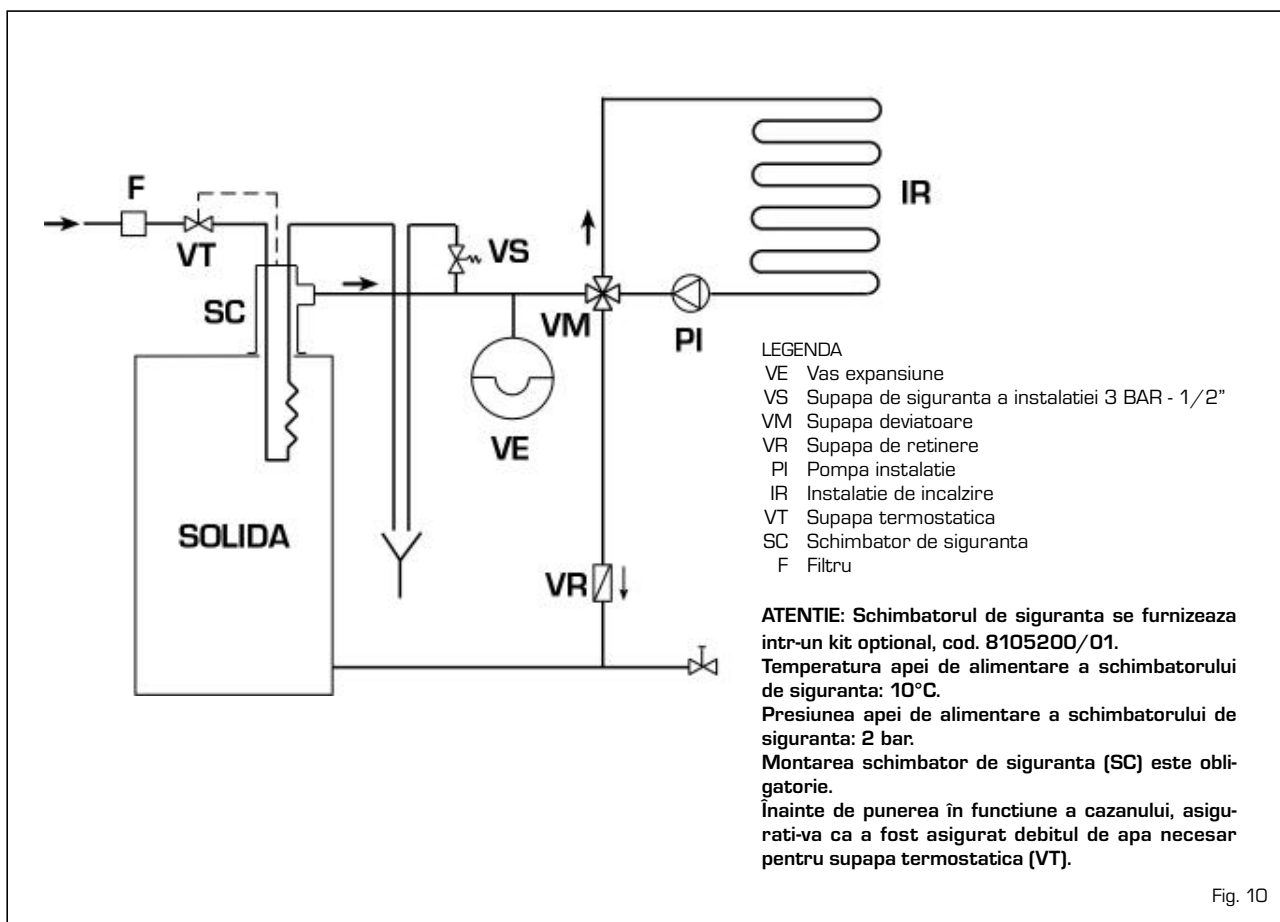 F
VT
SC
VS
VM
PI
IR
VE
SOLIDA
VR
LEGENDA
VE Vas expansiune
VS Supapa de siguranta a instalatiei 3 BAR - 1/2”
VM Supapa deviatoare
VR Supapa de retinere
PI Pompa instalatie
IR Instalatie de incalzire
VT Supapa termostatica
SC Schimbator de siguranta
F Filtru
ATENTIE: Schimbatorul de siguranta se furnizeaza
intr-un kit optional, cod. 8105200/01.
Temperatura apei de alimentare a schimbatorului
de siguranta: 10°C.
Presiunea apei de alimentare a schimbatorului de
siguranta: 2 bar.
Montarea schimbator de siguranta (SC) este obli-
gatorie.
Înainte de punerea în functiune a cazanului, asigu-
rati-va ca a fost asigurat debitul de apa necesar
pentru supapa termostatica (VT).
Fig. 10